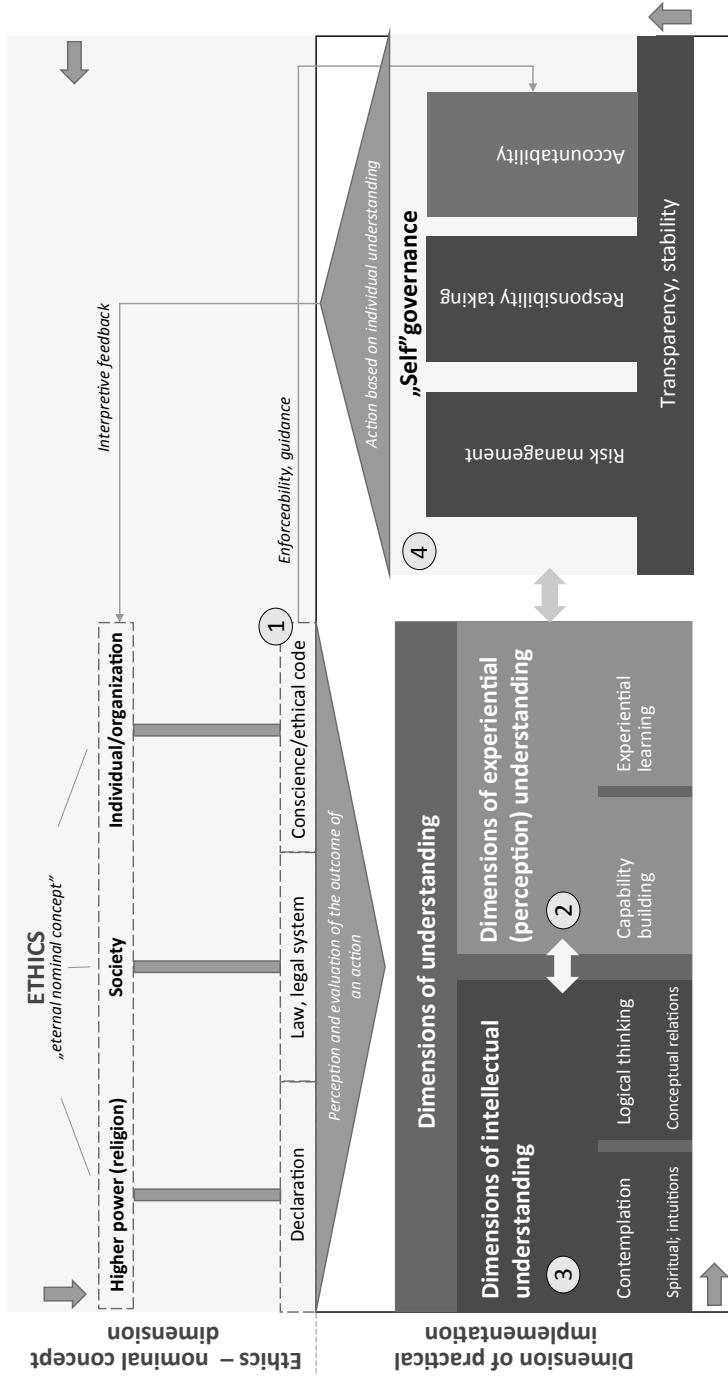 ETHICS
„eternal nominal concept”
Higher power (religion)
Society
Individual/organization
Interpretive feedback
Declaration
Law, legal system
Conscience/ethical code
1
Enforceability, guidance
Ethics – nominal concept
dimension
Perception and evaluation of the outcome of
an action
Action based on individual understanding
Dimension of practical
implementation
Dimensions of understanding
Dimensions of intellectual
understanding
3
Contemplation
Logical thinking
Spiritual; intuitions
Conceptual relations
Dimensions of experiential
(perception) understanding
2
Capability
building
Experiential
learning
4
„Self”governance
Risk management
Responsibility taking
Accountability
Transparency, stability